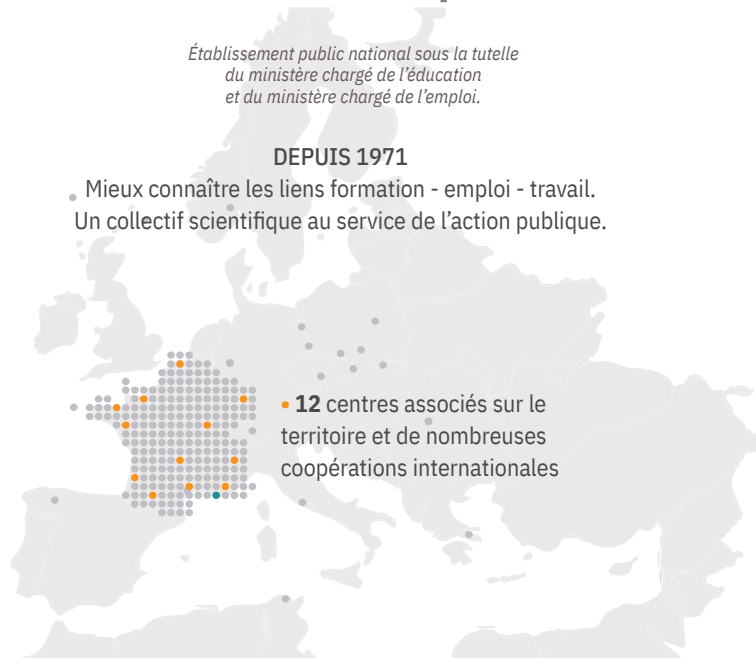 Établissement public national sous la tutelle
du ministère chargé de l'éducation
et du ministère chargé de l'emploi.
DEPUIS 1971
Mieux connaître les liens formation - emploi - travail.
Un collectif scientifique au service de l'action publique.
• 12 centres associés sur le
territoire et de nombreuses
coopérations internationales